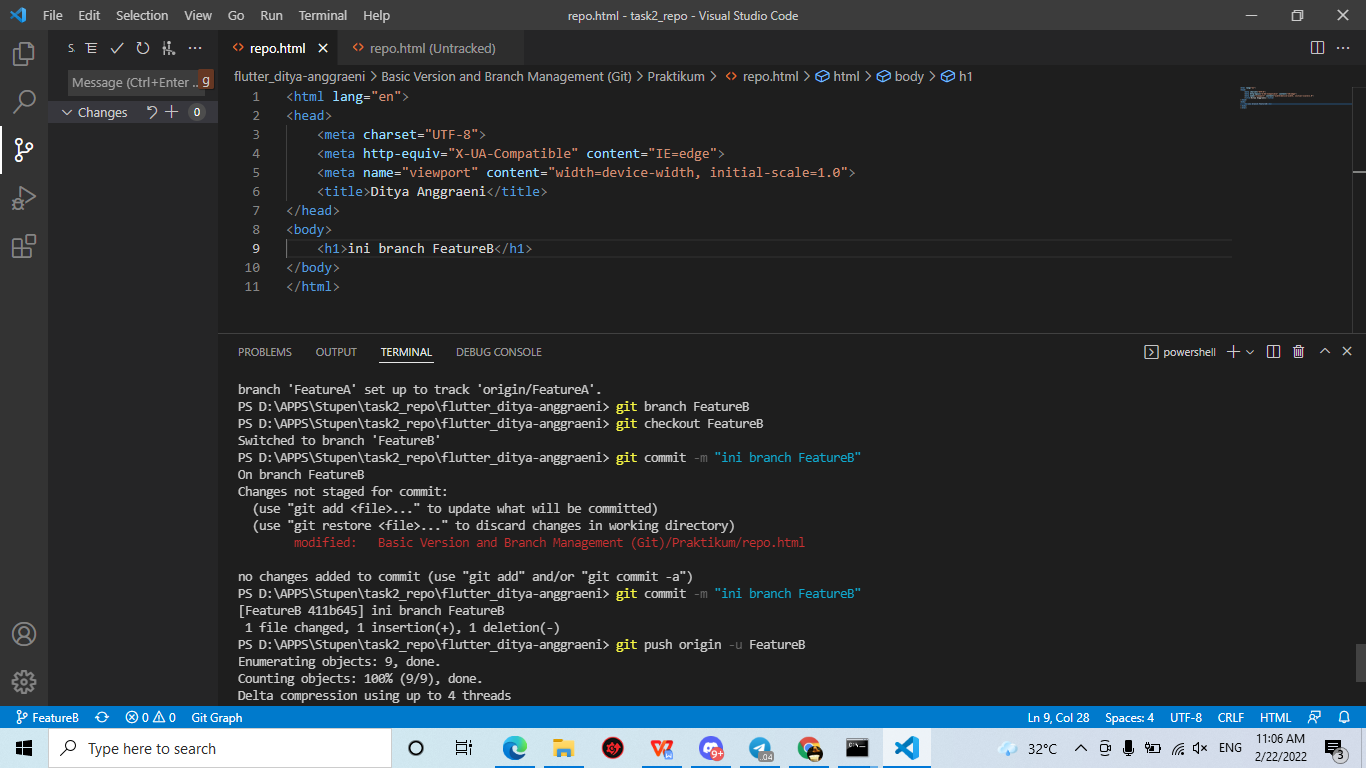 File Edit Selection View Go Run Terminal Help
repo.html - task2_repo - Visual Studio Code
S.
repo.html
repo.html (Untracked)
Message (Ctrl+Enter ..
g
Changes
0
flutter_ditya-anggraeni > Basic Version and Branch Management (Git) > Praktikum > repo.html > html > body > h1
1 <html lang="en">
2 <head>
3 <meta charset="UTF-8">
4 <meta http-equiv="X-UA-Compatible" content="IE=edge">
5 <meta name="viewport" content="width=device-width, initial-scale=1.0">
6 <title>Ditya Anggraeni</title>
7 </head>
8 <body>
9 <h1>ini branch FeatureB</h1>
10 </body>
11 </html>
PROBLEMS OUTPUT TERMINAL DEBUG CONSOLE
powershell
branch 'FeatureA' set up to track 'origin/FeatureA'.
PS D:\APPS\Stupen\task2_repo\flutter_ditya-anggraeni> git branch FeatureB
PS D:\APPS\Stupen\task2_repo\flutter_ditya-anggraeni> git checkout FeatureB
Switched to branch 'FeatureB'
PS D:\APPS\Stupen\task2_repo\flutter_ditya-anggraeni> git commit -m "ini branch FeatureB"
On branch FeatureB
Changes not staged for commit:
(use "git add <file>..." to update what will be committed)
(use "git restore <file>..." to discard changes in working directory)
modified: Basic Version and Branch Management (Git)/Praktikum/repo.html
no changes added to commit (use "git add" and/or "git commit -a")
PS D:\APPS\Stupen\task2_repo\flutter_ditya-anggraeni> git commit -m "ini branch FeatureB"
[FeatureB 411b645] ini branch FeatureB
1 file changed, 1 insertion(+), 1 deletion(-)
PS D:\APPS\Stupen\task2_repo\flutter_ditya-anggraeni> git push origin -u FeatureB
Enumerating objects: 9, done.
Counting objects: 100% (9/9), done.
Delta compression using up to 4 threads
FeatureB 0 0 Git Graph
Ln 9, Col 28 Spaces: 4 UTF-8 CRLF HTML
Type here to search
9+
32°C
ENG
11:06 AM
2/22/2022
3